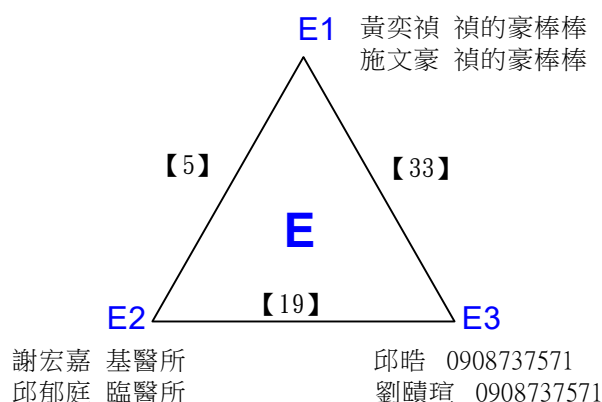 E1 黃奕禎 禎的豪棒棒
施文豪 禎的豪棒棒
【5】 【33】
E
【19】
E2 E3
謝宏嘉 基醫所 邱晧 0908737571
邱郁庭 臨醫所 劉賾瑄 0908737571